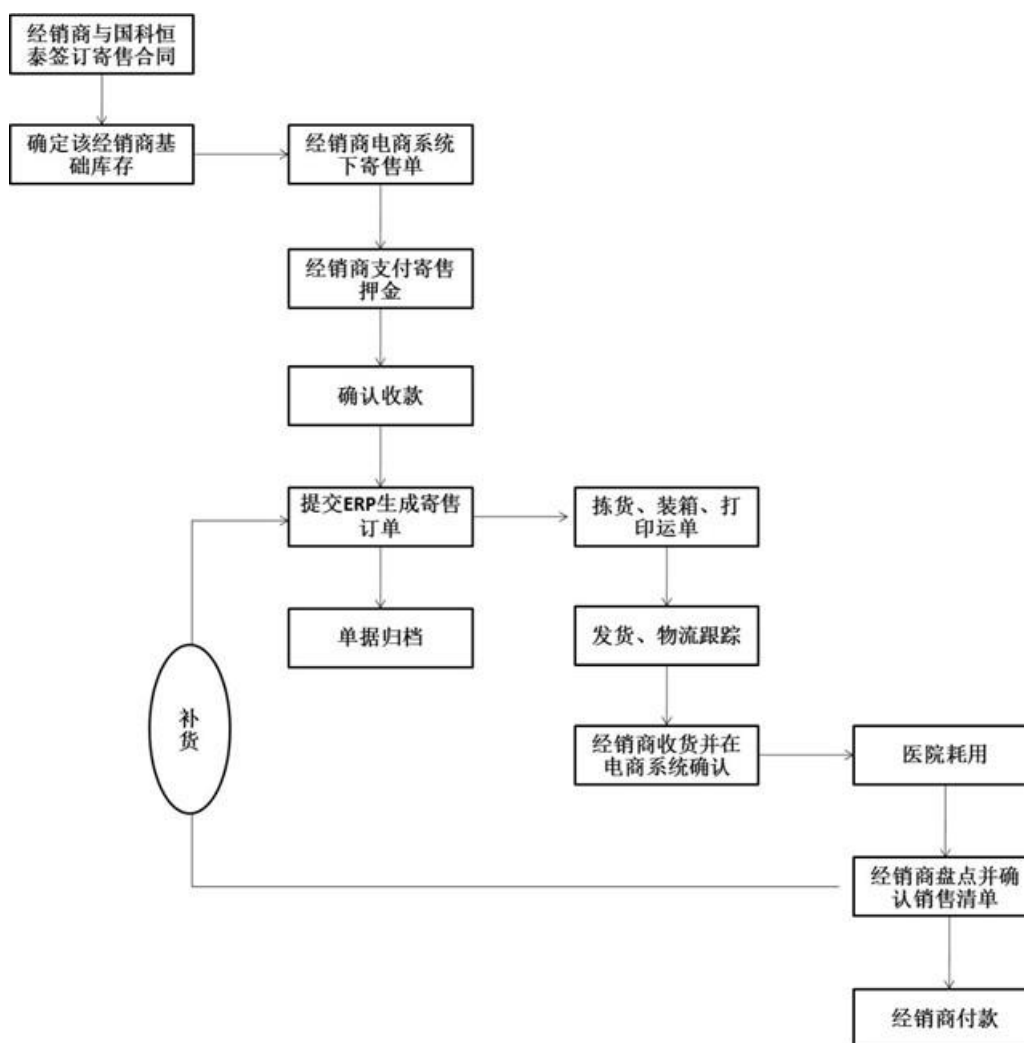 经销商与国科恒
泰签订寄售合同
确定该经销商基
础库存
经销商电商系统
下寄售单
经销商支付寄售
押金
确认收款
提交ERP生成寄售
订单
拣货、装箱、打
印运单
单据归档
发货、物流跟踪
补
货
经销商收货并在
电商系统确认
医院耗用
经销商盘点并确
认销售清单
经销商付款